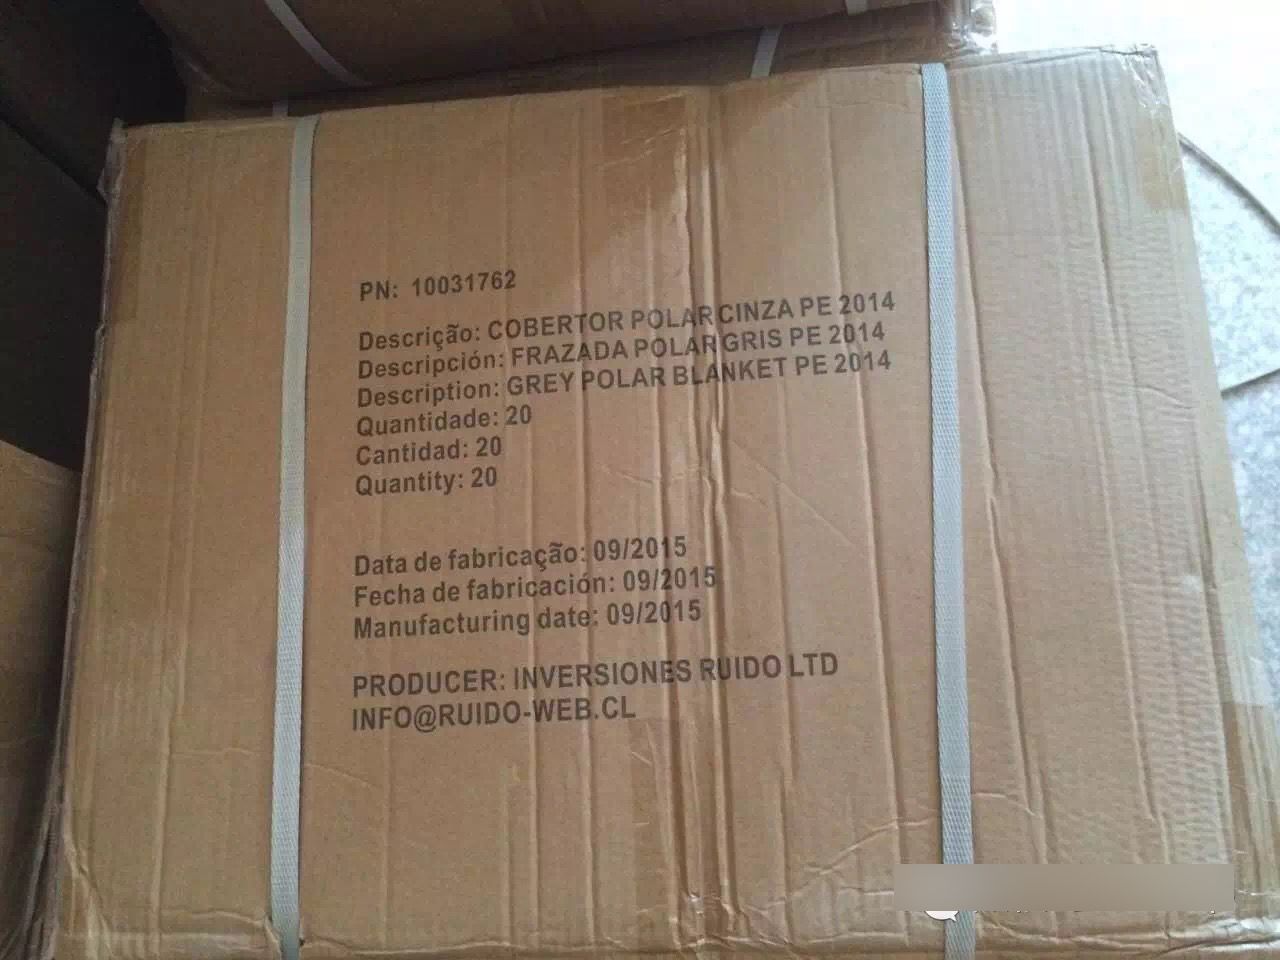 PN: 10031762
Descrição: COBERTOR POLAR CINZA PE 2014
Descripción: FRAZADA POLAR GRIS PE 2014
Description: GREY POLAR BLANKET PE 2014
Quantidade: 20
Cantidad: 20
Quantity: 20
Data de fabricação: 09/2015
Fecha de fabricación: 09/2015
Manufacturing date: 09/2015
PRODUCER: INVERSIONES RUIDO LTD
INFO@RUIDO-WEB.CL